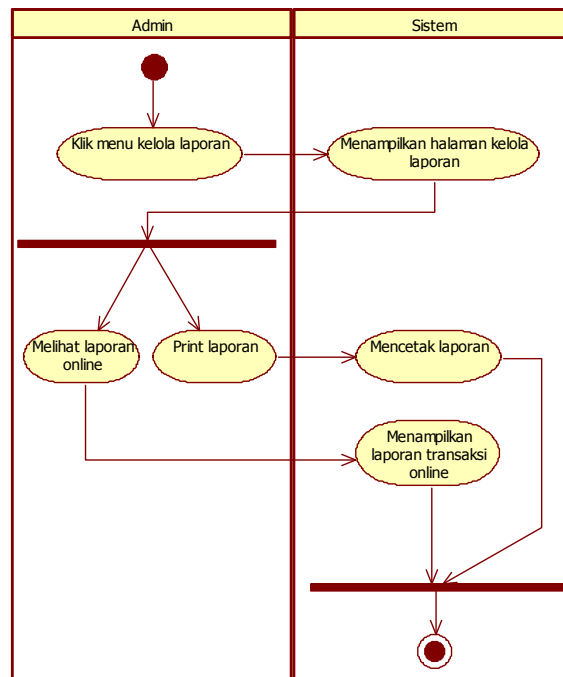 Admin
Sistem
Klik menu kelola laporan
Menampilkan halaman kelola
laporan
Melihat laporan
online
Print laporan
Mencetak laporan
Menampilkan
laporan transaksi
online